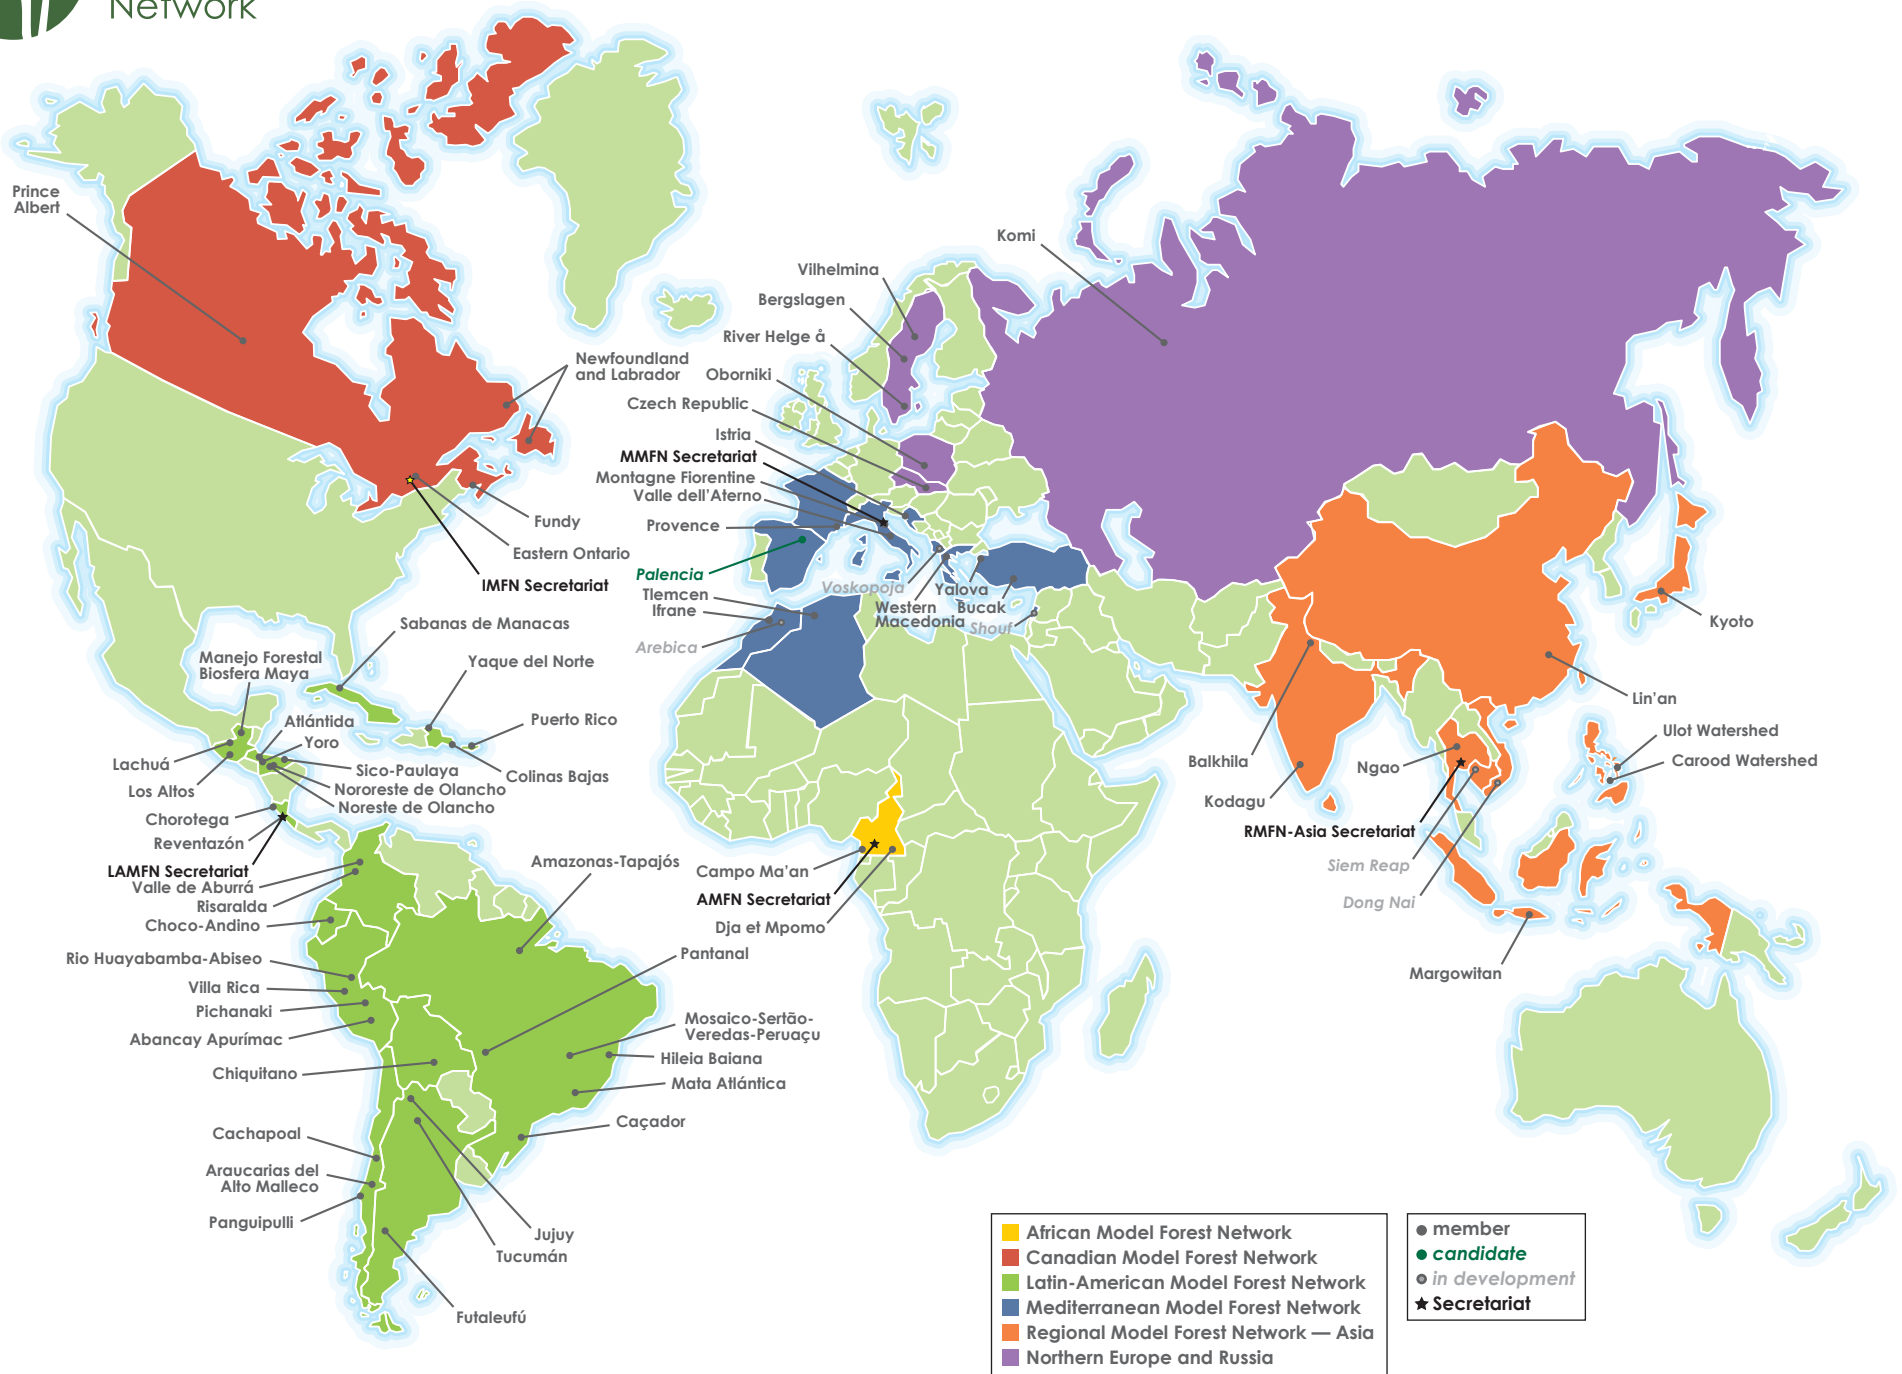 Network
Prince
Albert
Newfoundland
and Labrador
Fundy
Eastern Ontario
IMFN Secretariat
Sabanas de Manacas
Manejo Forestal
Biosfera Maya
Yaque del Norte
Puerto Rico
Atlántida
Yoro
Lachuá
Sico-Paulaya
Colinas Bajas
Los Altos
Nororeste de Olancho
Noreste de Olancho
Chorotega
Reventazón
LAMFN Secretariat
Valle de Aburrá
Risaralda
Choco-Andino
Rio Huayabamba-Abiseo
Villa Rica
Pichanaki
Abancay Apurímac
Chiquitano
Cachapoal
Araucarias del
Alto Malleco
Panguipulli
Amazonas-Tapajós
Pantanal
Mosaico-Sertão-
Veredas-Peruaçu
Hileia Baiana
Mata Atlántica
Caçador
Jujuy
Tucumán
Futaleufú
Komi
Vilhelmina
Bergslagen
River Helge å
Oborniki
Czech Republic
Istria
MMFN Secretariat
Montagne Fiorentine
Valle dell'Aterno
Provence
Palencia
Tlemcen
Ifrane
Arebica
Voskopoja
Western
Macedonia
Yalova
Bucak
Shouf
Campo Ma'an
AMFN Secretariat
Dja et Mpomo
Kyoto
Lin'an
Ulot Watershed
Carood Watershed
Balkhila
Kodagu
Ngao
RMFN-Asia Secretariat
Siem Reap
Dong Nai
Margowitan
African Model Forest Network
Canadian Model Forest Network
Latin-American Model Forest Network
Mediterranean Model Forest Network
Regional Model Forest Network — Asia
Northern Europe and Russia
member
candidate
in development
Secretariat